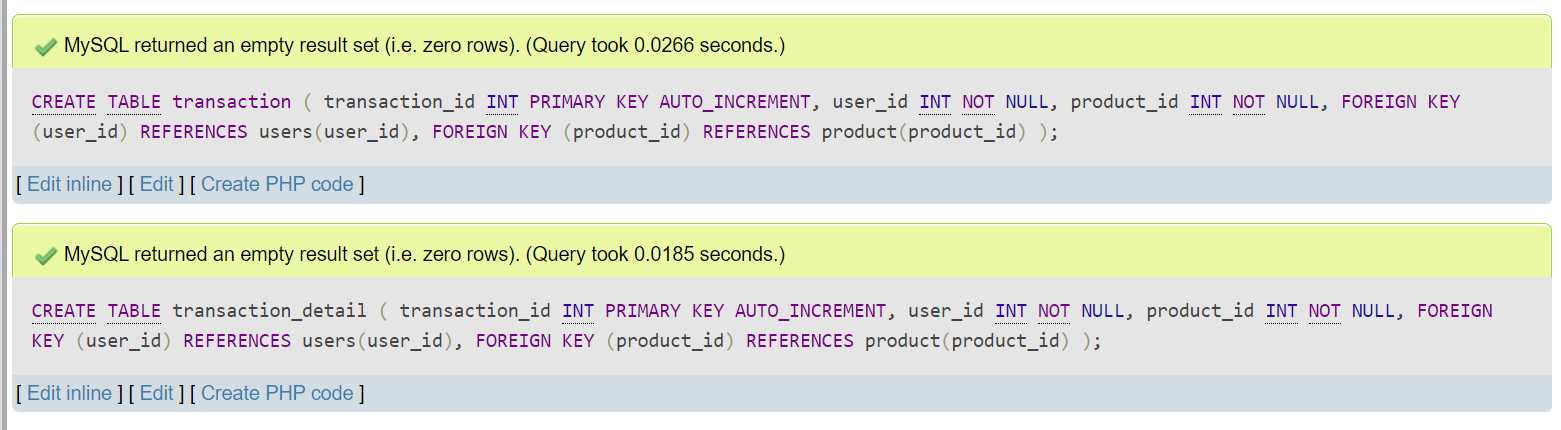 MySQL returned an empty result set (i.e. zero rows). (Query took 0.0266 seconds.)
CREATE TABLE transaction ( transaction_id INT PRIMARY KEY AUTO_INCREMENT, user_id INT NOT NULL, product_id INT NOT NULL, FOREIGN KEY
(user_id) REFERENCES users(user_id), FOREIGN KEY (product_id) REFERENCES product(product_id) );
[ Edit inline ] [ Edit ] [ Create PHP code ]
MySQL returned an empty result set (i.e. zero rows). (Query took 0.0185 seconds.)
CREATE TABLE transaction_detail ( transaction_id INT PRIMARY KEY AUTO_INCREMENT, user_id INT NOT NULL, product_id INT NOT NULL, FOREIGN
KEY (user_id) REFERENCES users(user_id), FOREIGN KEY (product_id) REFERENCES product(product_id) );
[ Edit inline ] [ Edit ] [ Create PHP code ]